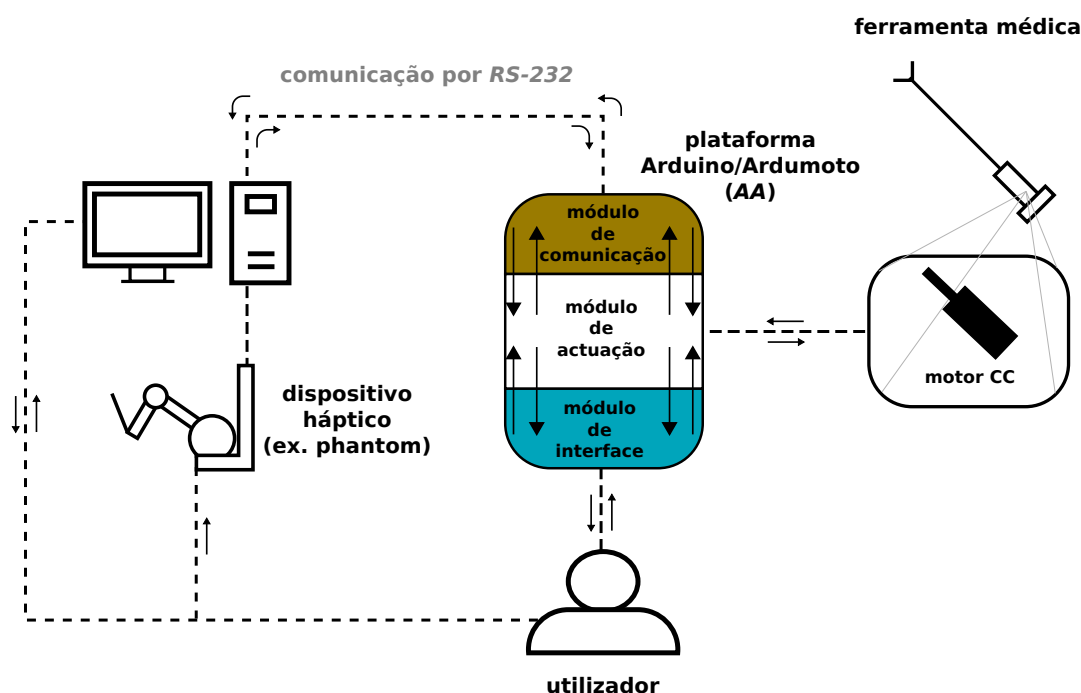 ferramenta médica
comunicação por RS-232
plataforma
Arduino/Ardumoto
(AA)
módulo
de
comunicação
módulo
de
actuação
motor CC
dispositivo
háptico
(ex. phantom)
módulo
de
interface
utilizador